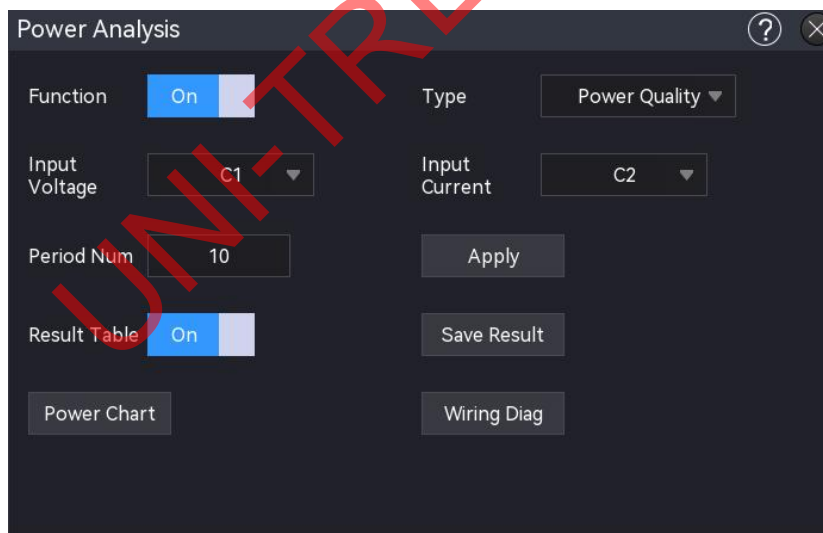 Power Analysis
?
Function On Type Power Quality
Input Voltage C1 Input Current C2
Period Num 10 Apply
Result Table On Save Result
Power Chart Wiring Diag
UNI-TRE